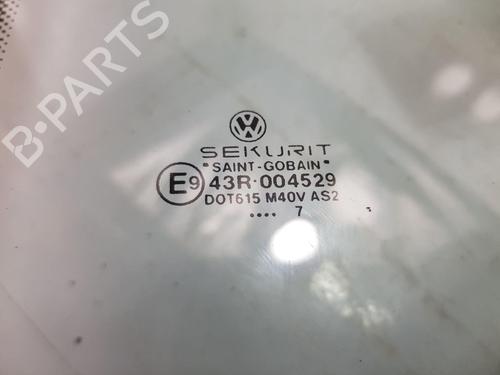 VW
SEKURIT
"SAINT-GOBAIN"
E9 43R-004529
DOT615 M40V AS2
.... 7
B-PARTS